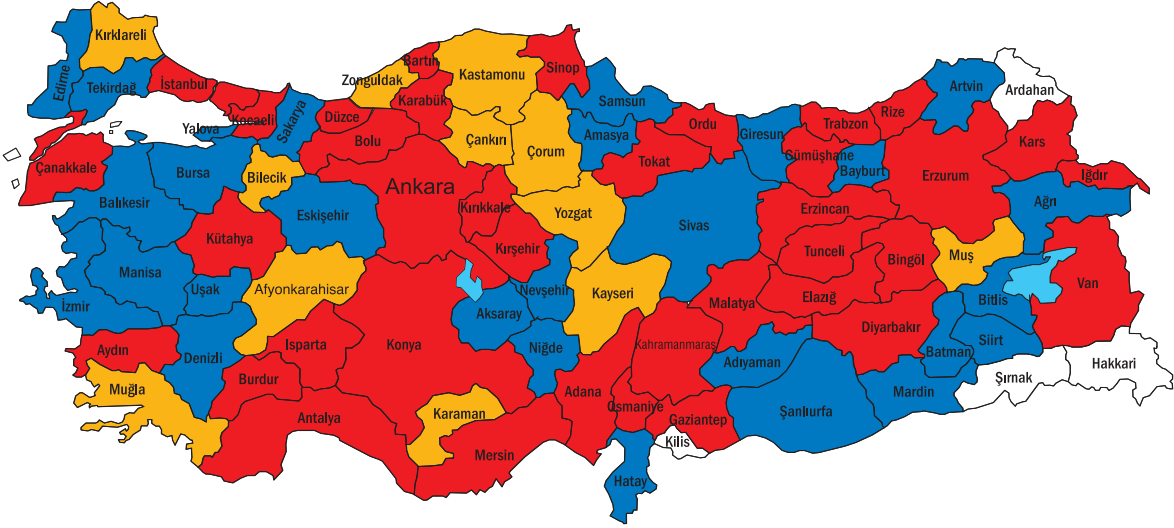 Kırklareli
Edirne
Tekirdağ
İstanbul
Kocaeli
Yalova
Sakarya
Düzce
Zonguldak
Bartın
Karabük
Kastamonu
Sinop
Samsun
Çankırı
Çorum
Amasya
Tokat
Ordu
Giresun
Gümüşhane
Trabzon
Bayburt
Rize
Artvin
Ardahan
Kars
Iğdır
Çanakkale
Balıkesir
Bursa
Bilecik
Bolu
Eskişehir
Ankara
Kırıkkale
Kırşehir
Yozgat
Sivas
Erzincan
Erzurum
Ağrı
Kütahya
Manisa
Uşak
Afyonkarahisar
İzmir
Nevşehir
Aksaray
Kayseri
Malatya
Tunceli
Elazığ
Bingöl
Muş
Bitlis
Van
Aydın
Denizli
Isparta
Konya
Niğde
Kahramanmaraş
Adıyaman
Diyarbakır
Batman
Siirt
Muğla
Burdur
Antalya
Karaman
Mersin
Adana
Osmaniye
Gaziantep
Kilis
Hatay
Şanlıurfa
Mardin
Şırnak
Hakkari